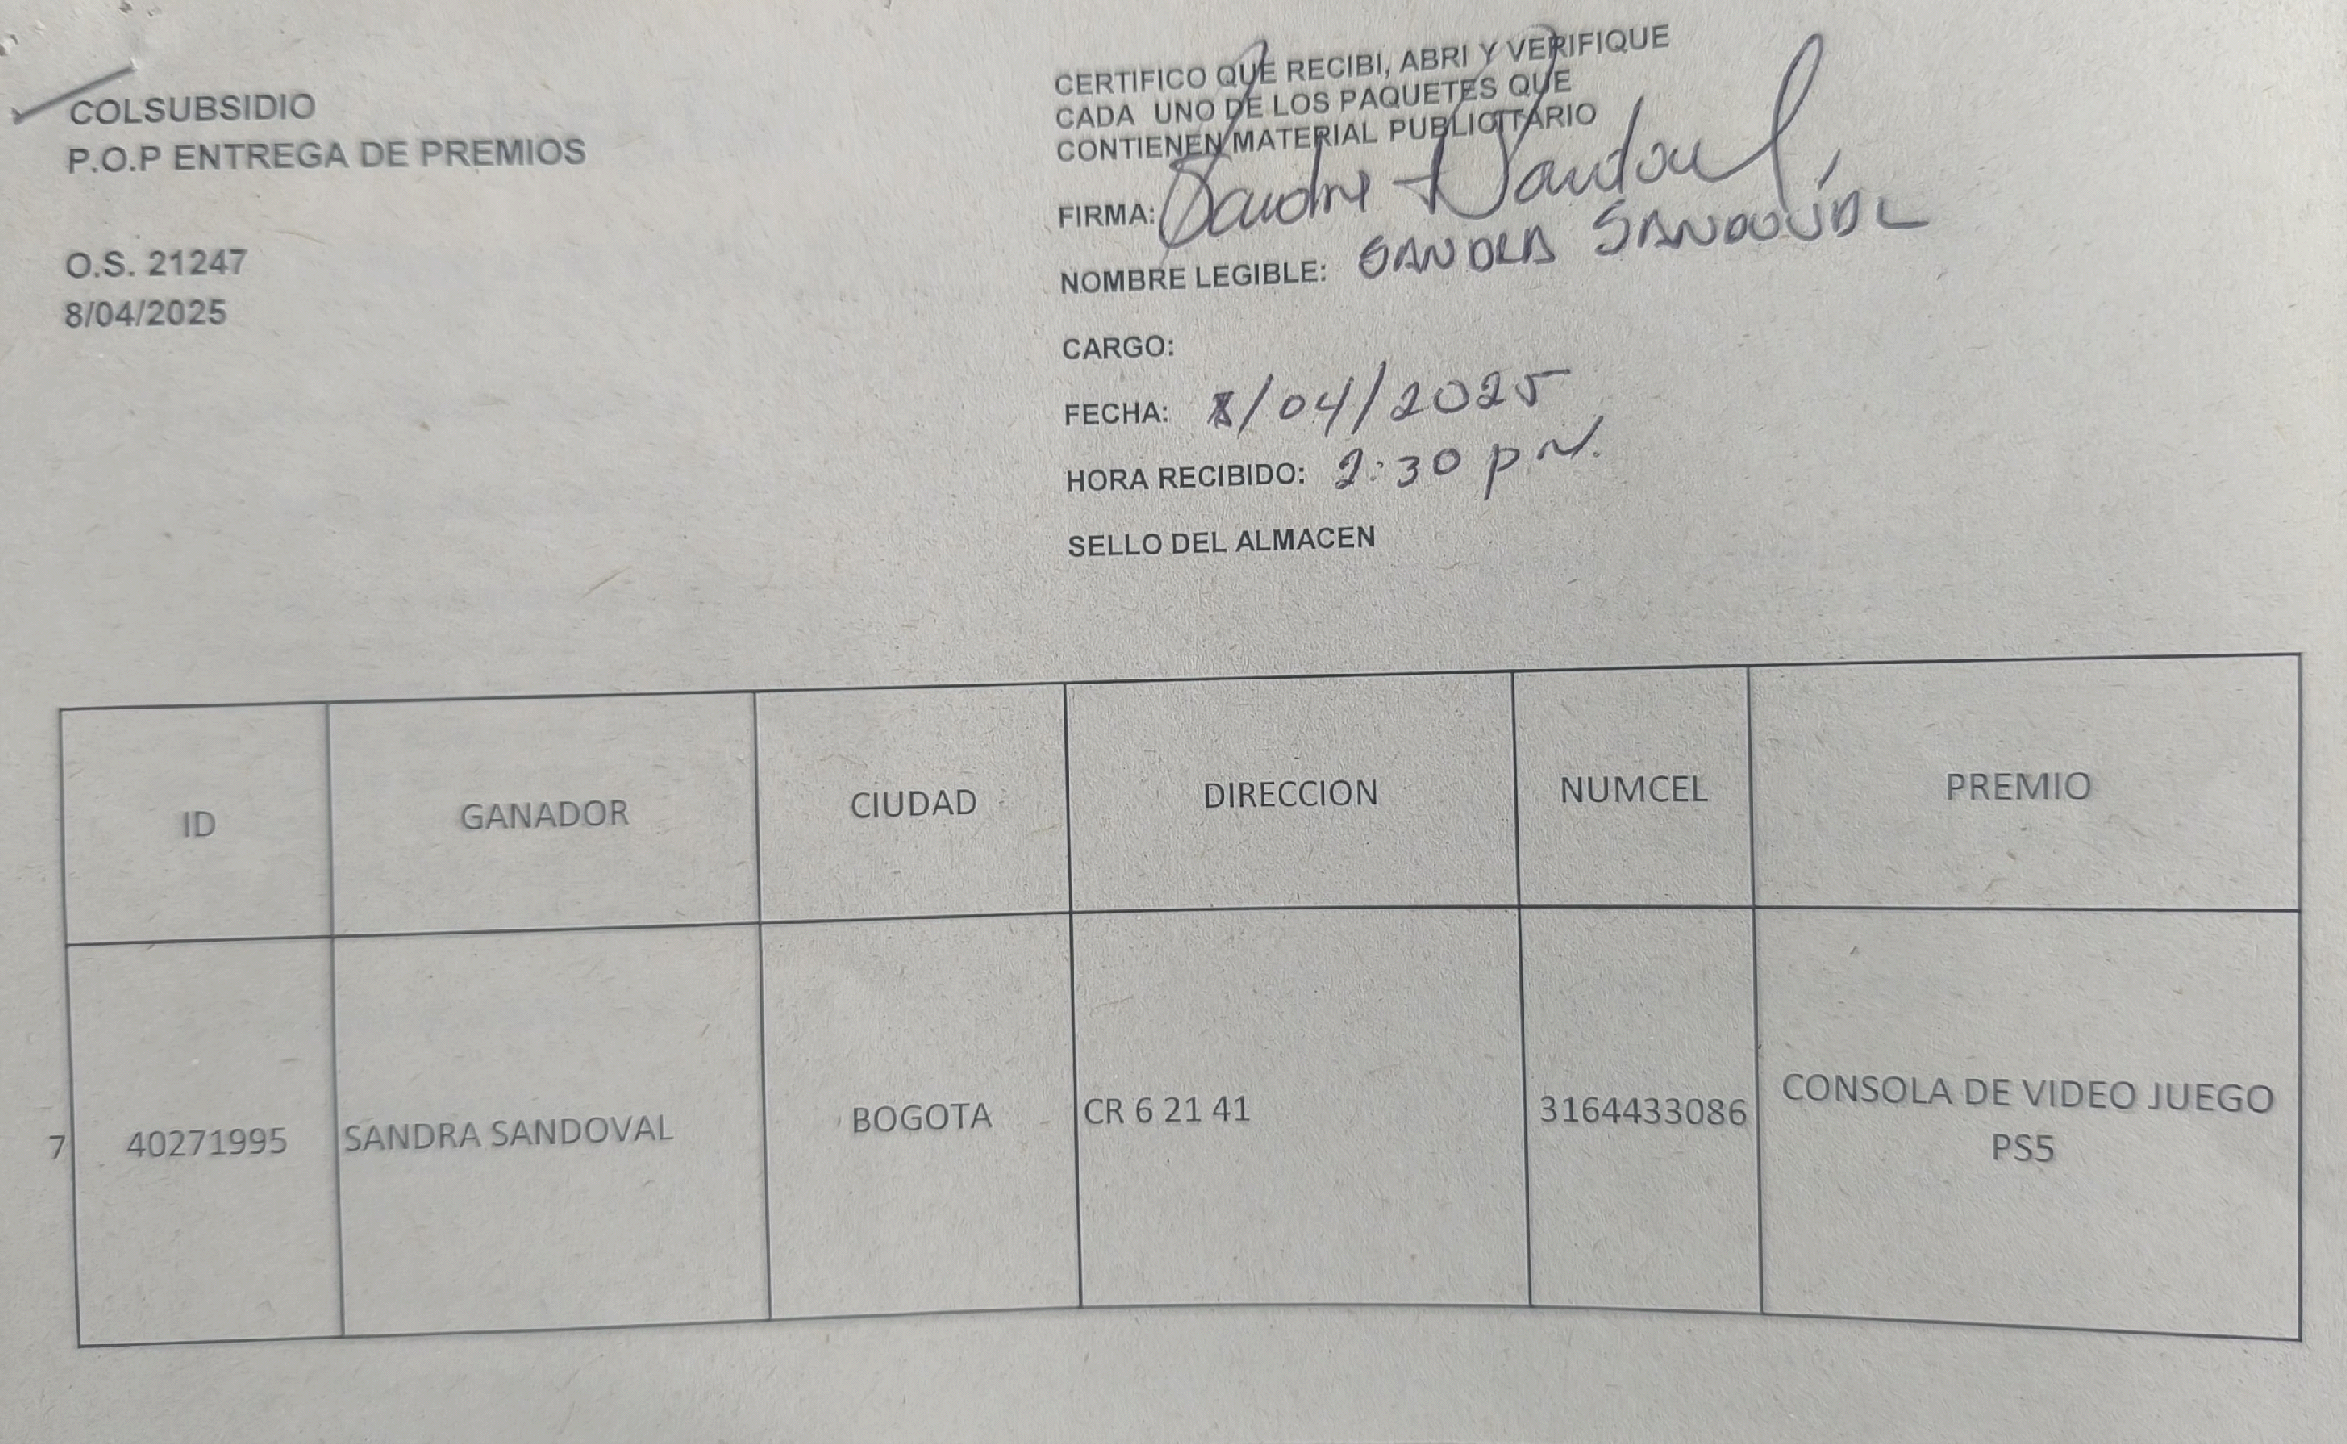 COLSUBSIDIO
P.O.P ENTREGA DE PREMIOS
O.S. 21247
8/04/2025
CERTIFICO QUE RECIBI, ABRI Y VERIFIQUE
CADA UNO DE LOS PAQUETES QUE
CONTIENEN MATERIAL PUBLICITARIO
FIRMA: Sandra Sandoval
NOMBRE LEGIBLE: SANDRA SANDOVAL
CARGO:
FECHA: 8/04/2025
HORA RECIBIDO: 2:30 pm.
SELLO DEL ALMACEN
ID GANADOR CIUDAD DIRECCION NUMCEL PREMIO
7 40271995 SANDRA SANDOVAL BOGOTA CR 6 21 41 3164433086 CONSOLA DE VIDEO JUEGO
PS5